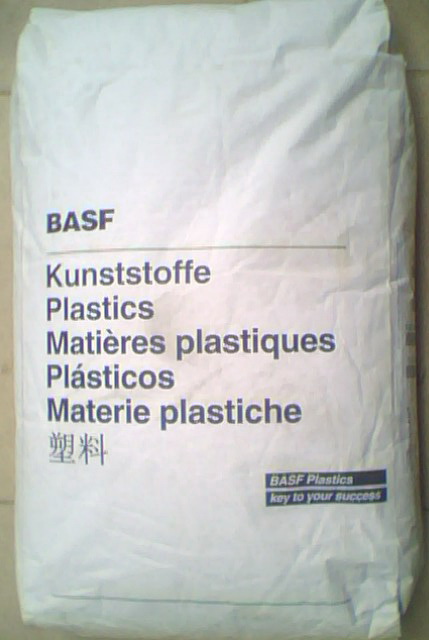 BASF
Kunststoffe
Plastics
Matières plastiques
Plásticos
Materie plastiche
塑料
BASF Plastics
key to your success